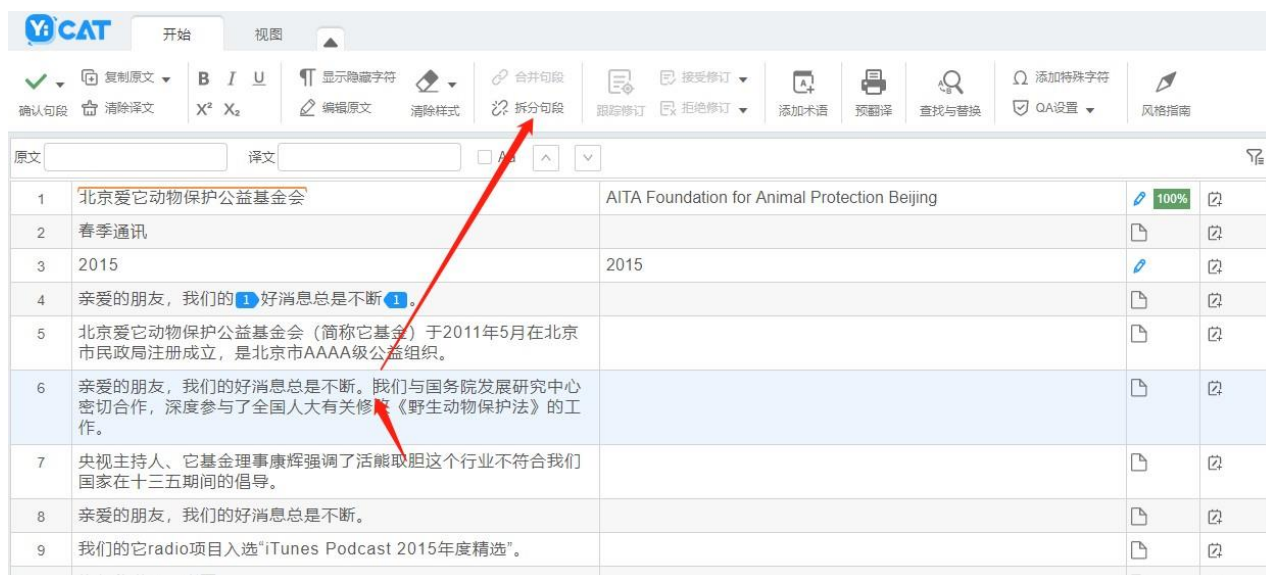 Yi CAT 开始 视图
复制原文 B I U 显示隐藏字符 合并句段 接受修订 添加特殊字符
确认句段 清除译文 X² X₂ 编辑原文 清除样式 拆分句段 跟踪修订 拒绝修订 添加术语 预翻译 查找与替换 QA设置 风格指南
原文 译文
1 北京爱它动物保护公益基金会 AITA Foundation for Animal Protection Beijing 100%
2 春季通讯
3 2015 2015
4 亲爱的朋友，我们的1好消息总是不断1。
5 北京爱它动物保护公益基金会（简称它基金）于2011年5月在北京
市民政局注册成立，是北京市AAAA级公益组织。
6 亲爱的朋友，我们的好消息总是不断。我们与国务院发展研究中心
密切合作，深度参与了全国人大有关修《野生动物保护法》的工
作。
7 央视主持人、它基金理事康辉强调了活熊取胆这个行业不符合我们
国家在十三五期间的倡导。
8 亲爱的朋友，我们的好消息总是不断。
9 我们的它radio项目入选“iTunes Podcast 2015年度精选”。